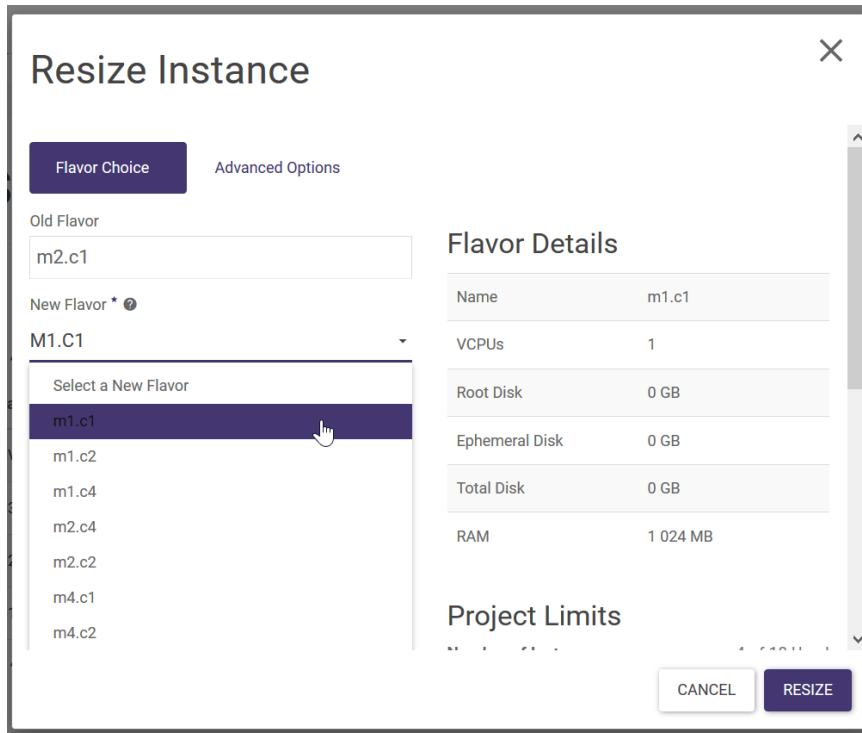 Resize Instance
Flavor Choice
Advanced Options
Old Flavor
m2.c1
New Flavor *
M1.C1
Select a New Flavor
m1.c1
m1.c2
m1.c4
m2.c4
m2.c2
m4.c1
m4.c2
Flavor Details
Name m1.c1
VCPUs 1
Root Disk 0 GB
Ephemeral Disk 0 GB
Total Disk 0 GB
RAM 1 024 MB
Project Limits
CANCEL
RESIZE